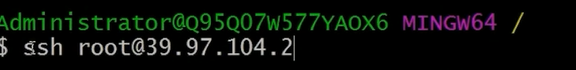 Administrator@Q95Q07W577YAOX6 MINGW64 /
$ ssh root@39.97.104.2